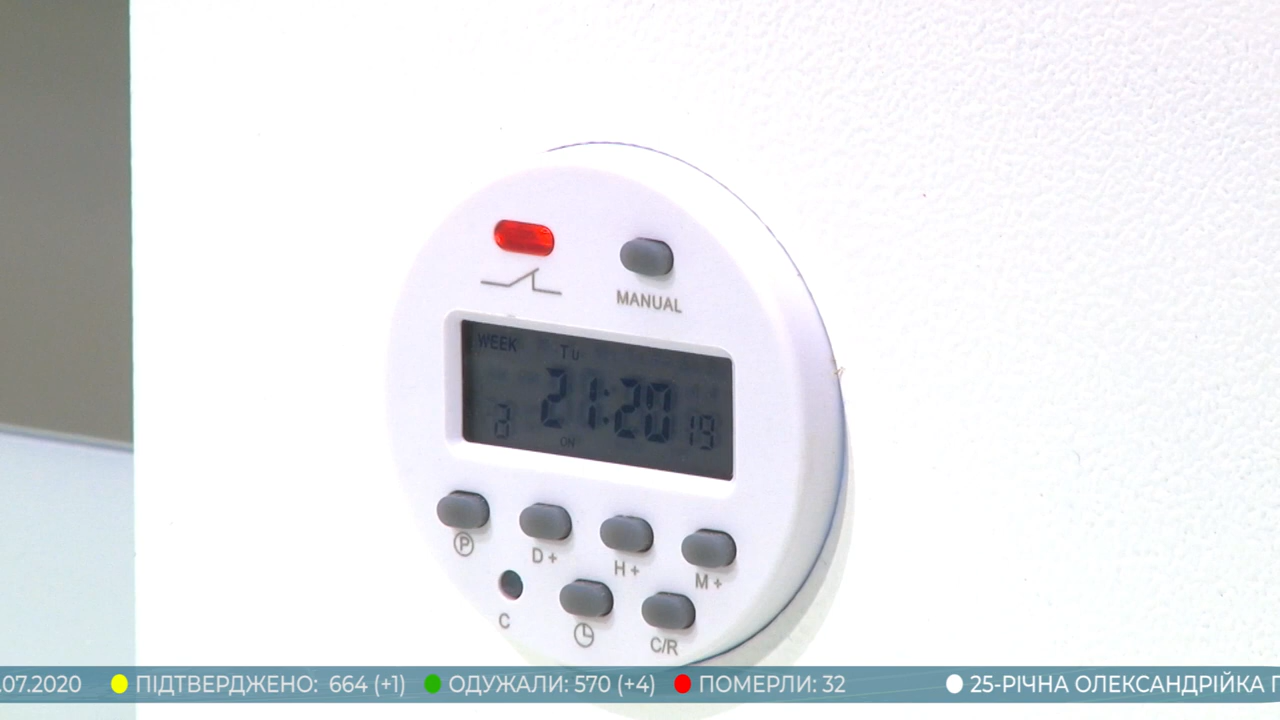 MANUAL
WEEK TU
2 21:20 19
ON
P D+ H+ M+
C C/R
.07.2020 ПІДТВЕРДЖЕНО: 664 (+1) ОДУЖАЛИ: 570 (+4) ПОМЕРЛИ: 32 25-РІЧНА ОЛЕКСАНДРІЙКА П